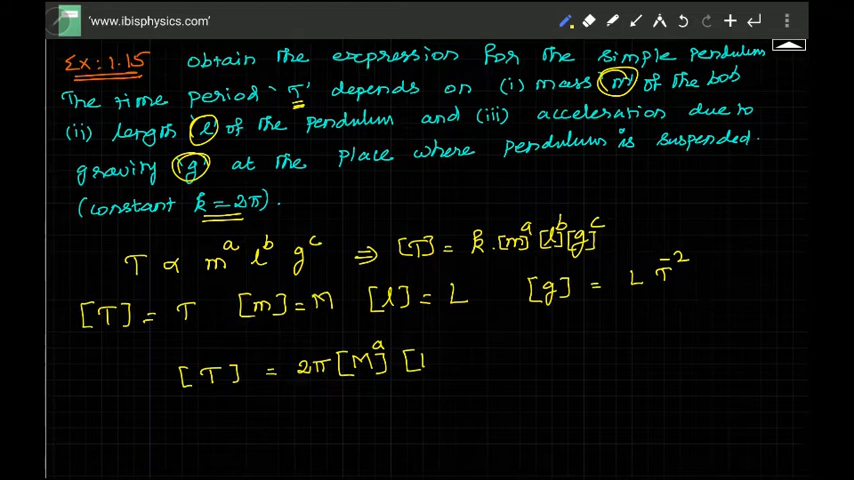 'www.ibisphysics.com'
Ex: 1.15 obtain the expression for the simple pendulum
The time period 'T' depends on (i) mass 'm' of the bob
(ii) length 'l' of the pendulum and (iii) acceleration due to
gravity 'g' at the place where pendulum is suspended.
(constant k = 2π).
T ∝ m^a l^b g^c ⇒ [T] = k.[m]^a [l]^b [g]^c
[T] = T [m] = M [l] = L [g] = L T^-2
[T] = 2π [M]^a [